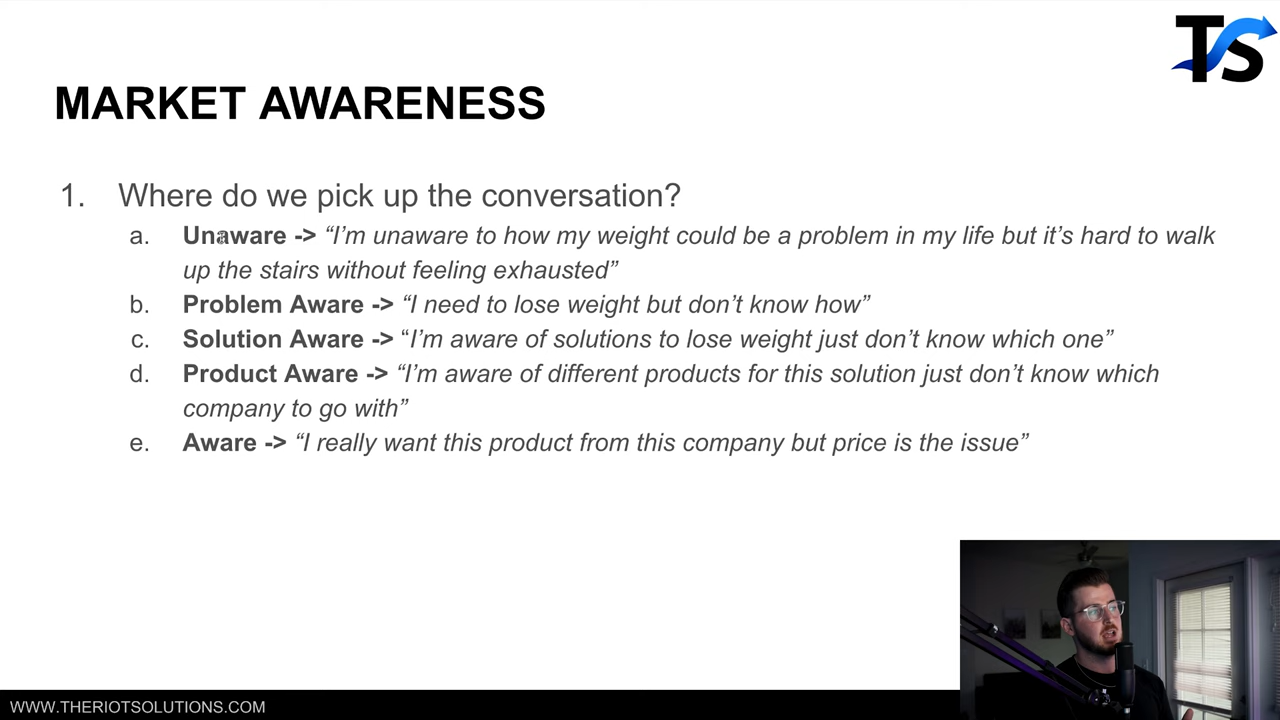 TS
MARKET AWARENESS
1. Where do we pick up the conversation?
a. Unaware -> “I’m unaware to how my weight could be a problem in my life but it’s hard to walk
up the stairs without feeling exhausted”
b. Problem Aware -> “I need to lose weight but don’t know how”
c. Solution Aware -> “I’m aware of solutions to lose weight just don’t know which one”
d. Product Aware -> “I’m aware of different products for this solution just don’t know which
company to go with”
e. Aware -> “I really want this product from this company but price is the issue”
WWW.THERIOTSOLUTIONS.COM